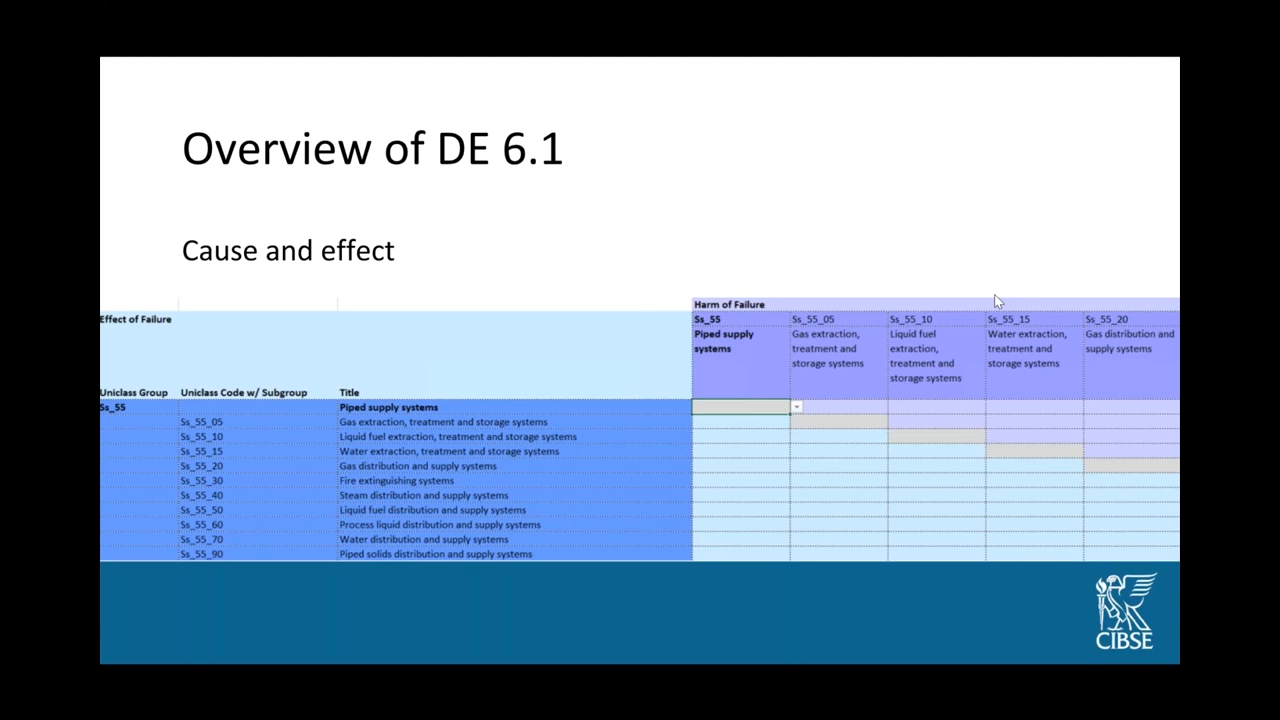 Overview of DE 6.1
Cause and effect
Harm of Failure
Effect of Failure
Ss_55 Ss_55_05 Ss_55_10 Ss_55_15 Ss_55_20
Piped supply Gas extraction, Liquid fuel Water extraction, Gas distribution and
systems treatment and extraction, treatment and supply systems
storage systems treatment and storage systems
storage systems
Uniclass Group Uniclass Code w/ Subgroup Title
Ss_55 Piped supply systems
Ss_55_05 Gas extraction, treatment and storage systems
Ss_55_10 Liquid fuel extraction, treatment and storage systems
Ss_55_15 Water extraction, treatment and storage systems
Ss_55_20 Gas distribution and supply systems
Ss_55_30 Fire extinguishing systems
Ss_55_40 Steam distribution and supply systems
Ss_55_50 Liquid fuel distribution and supply systems
Ss_55_60 Process liquid distribution and supply systems
Ss_55_70 Water distribution and supply systems
Ss_55_90 Piped solids distribution and supply systems
CIBSE